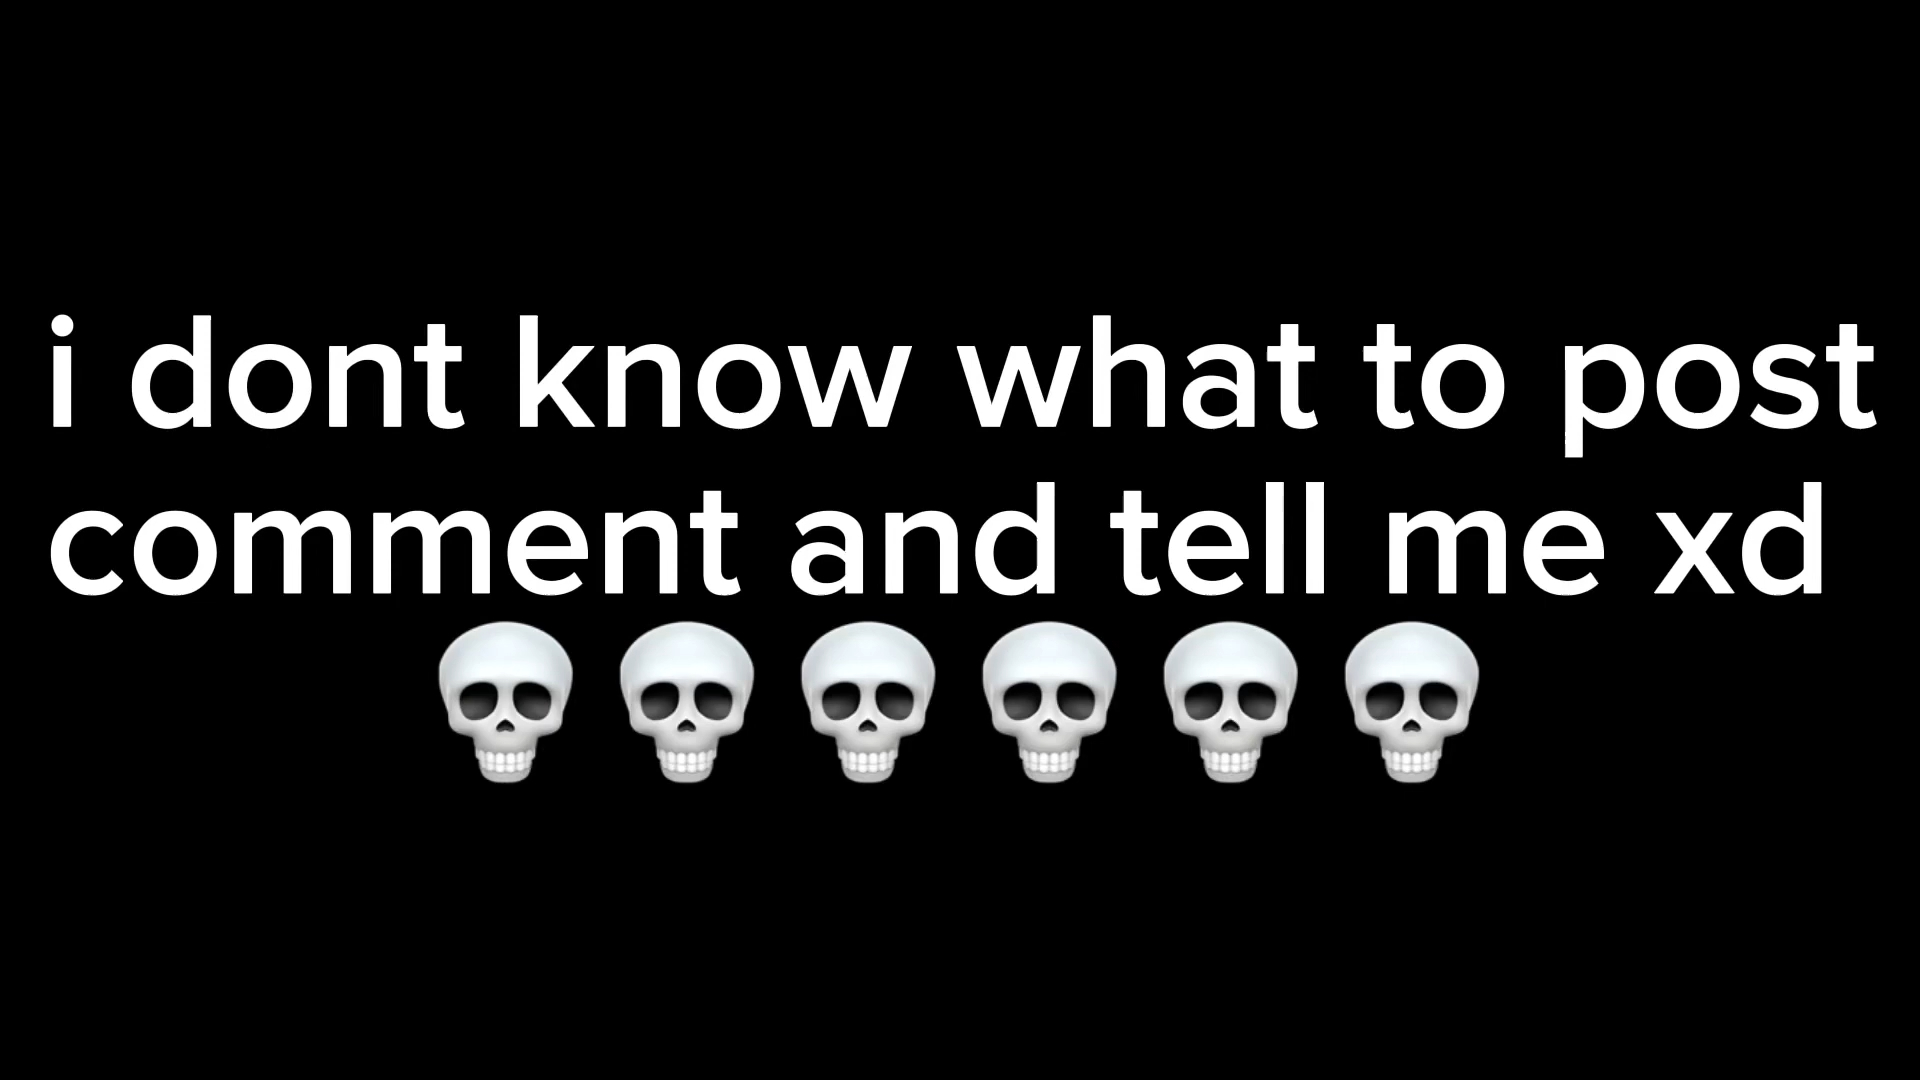 i dont know what to post
comment and tell me xd
💀💀💀💀💀💀